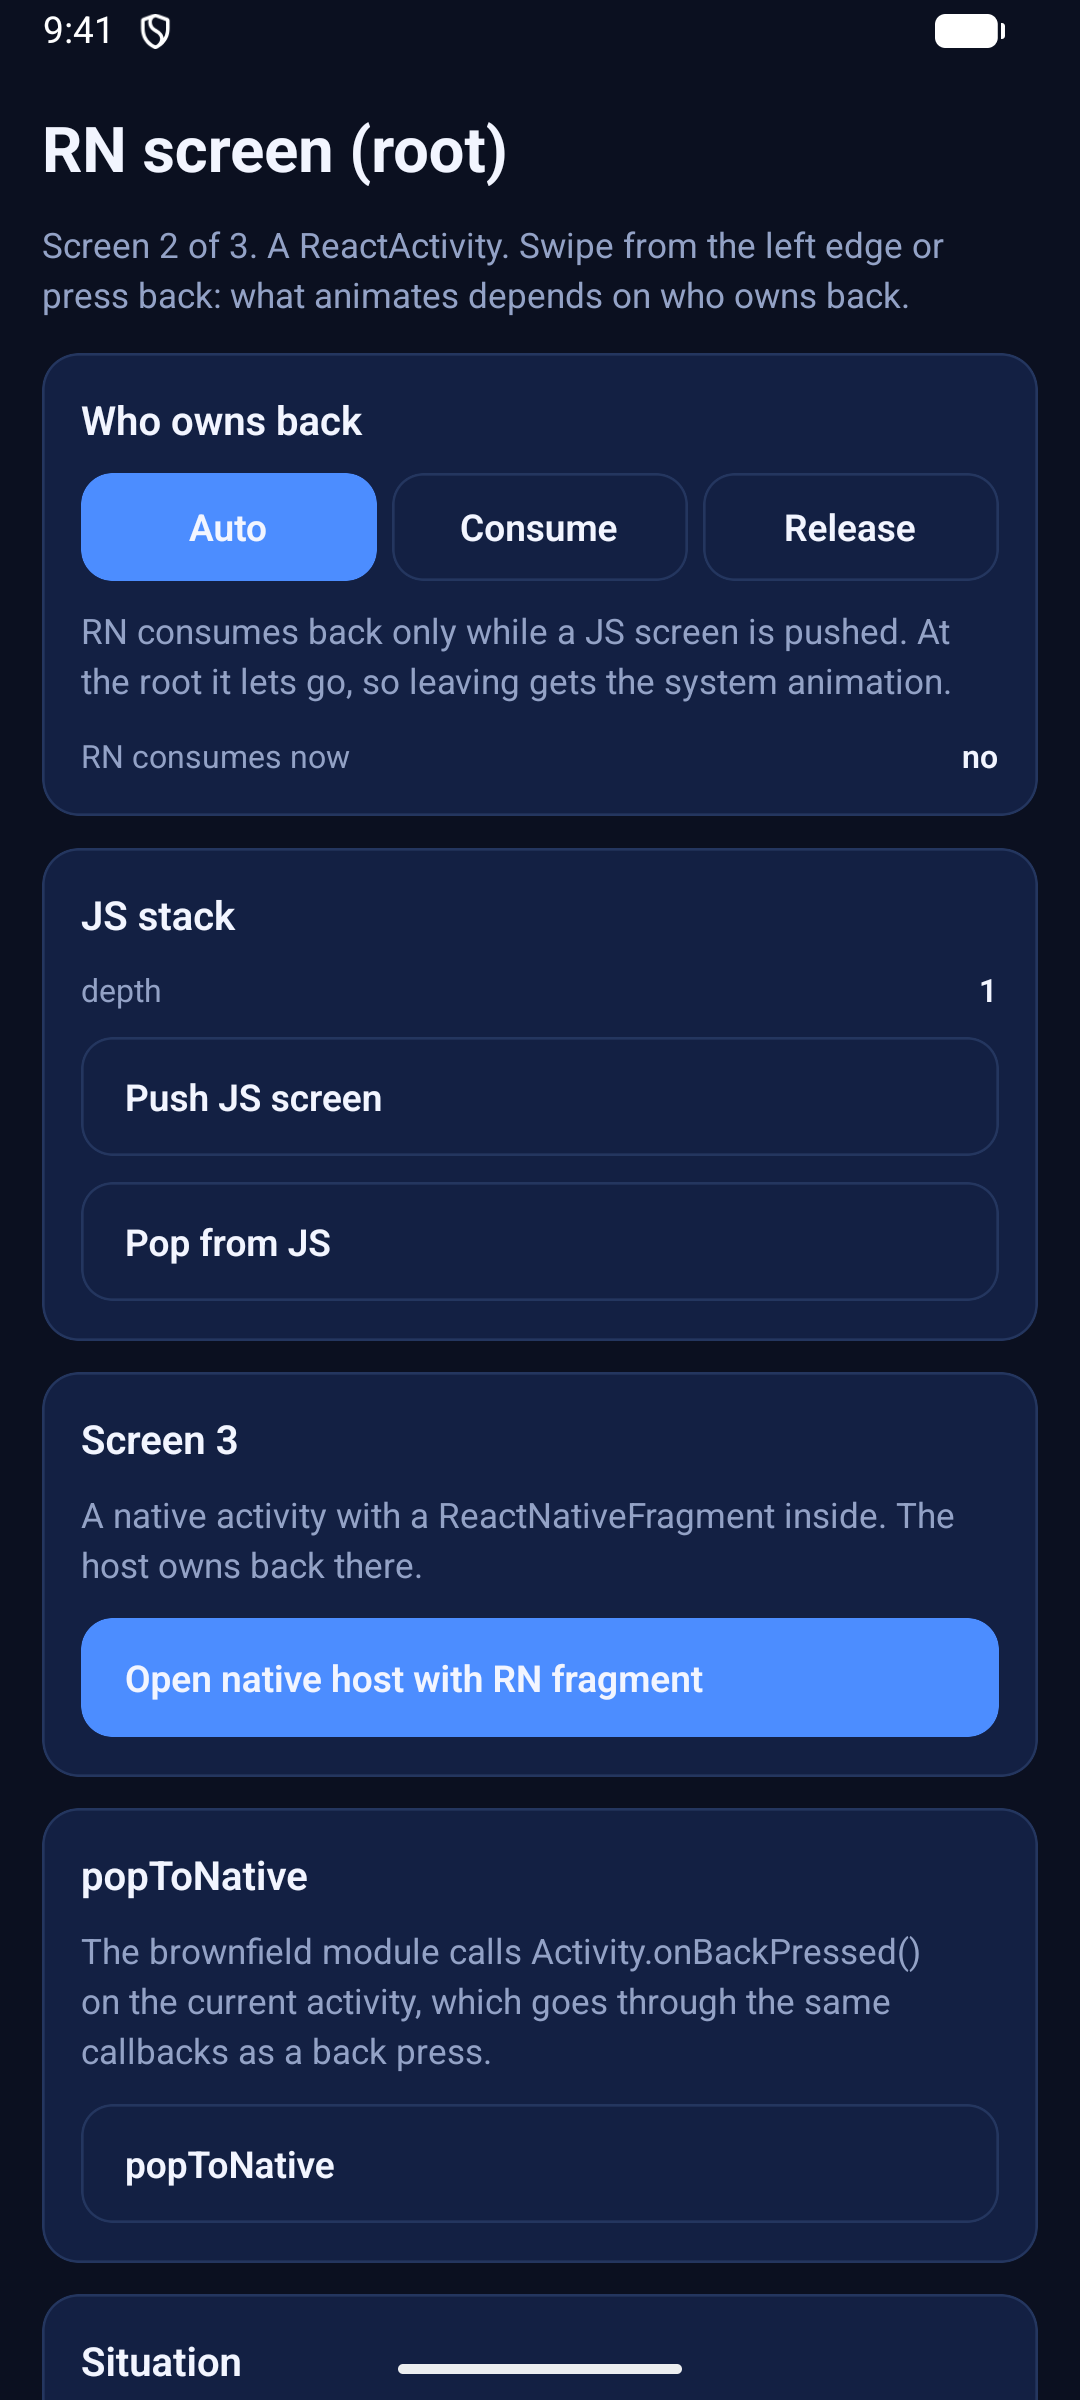 9:41
RN screen (root)
Screen 2 of 3. A ReactActivity. Swipe from the left edge or
press back: what animates depends on who owns back.
Who owns back
Auto
Consume
Release
RN consumes back only while a JS screen is pushed. At
the root it lets go, so leaving gets the system animation.
RN consumes now
no
JS stack
depth
1
Push JS screen
Pop from JS
Screen 3
A native activity with a ReactNativeFragment inside. The
host owns back there.
Open native host with RN fragment
popToNative
The brownfield module calls Activity.onBackPressed()
on the current activity, which goes through the same
callbacks as a back press.
popToNative
Situation